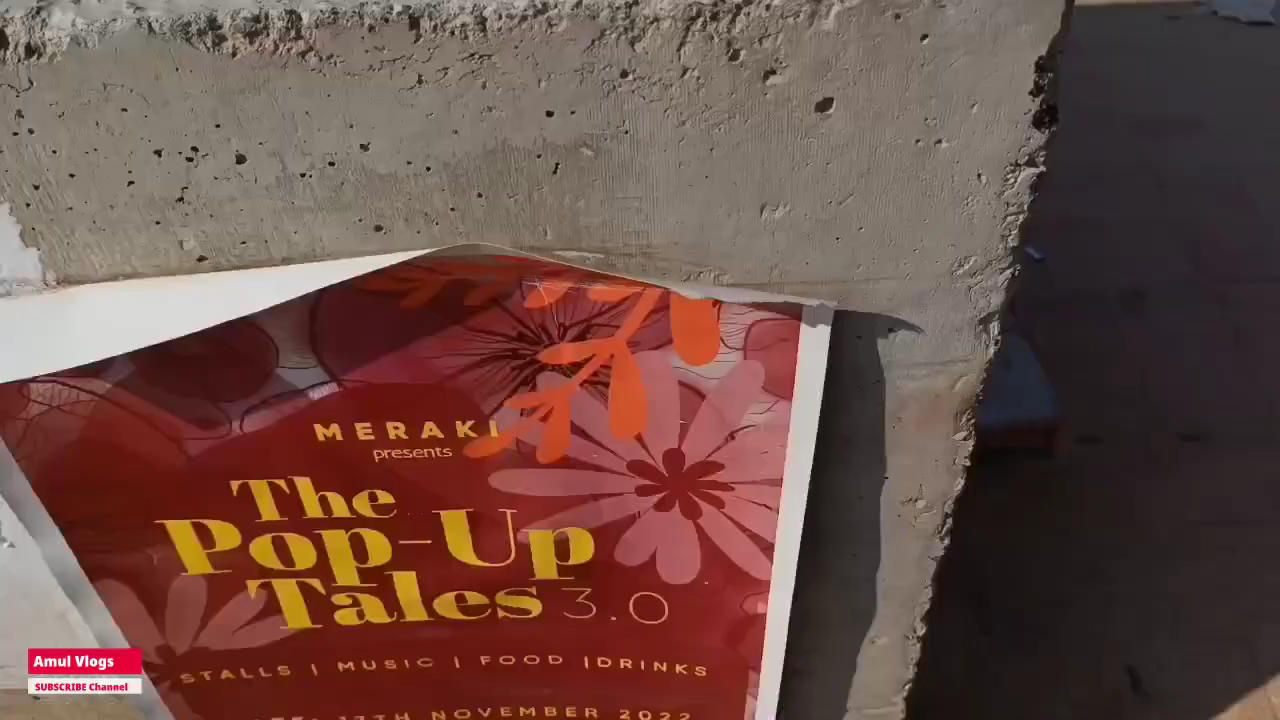 MERAKI
presents
The
Pop-Up
Tales 3.0
STALLS | MUSIC | FOOD | DRINKS
NOVEMBER 2022
Amul Vlogs
SUBSCRIBE Channel